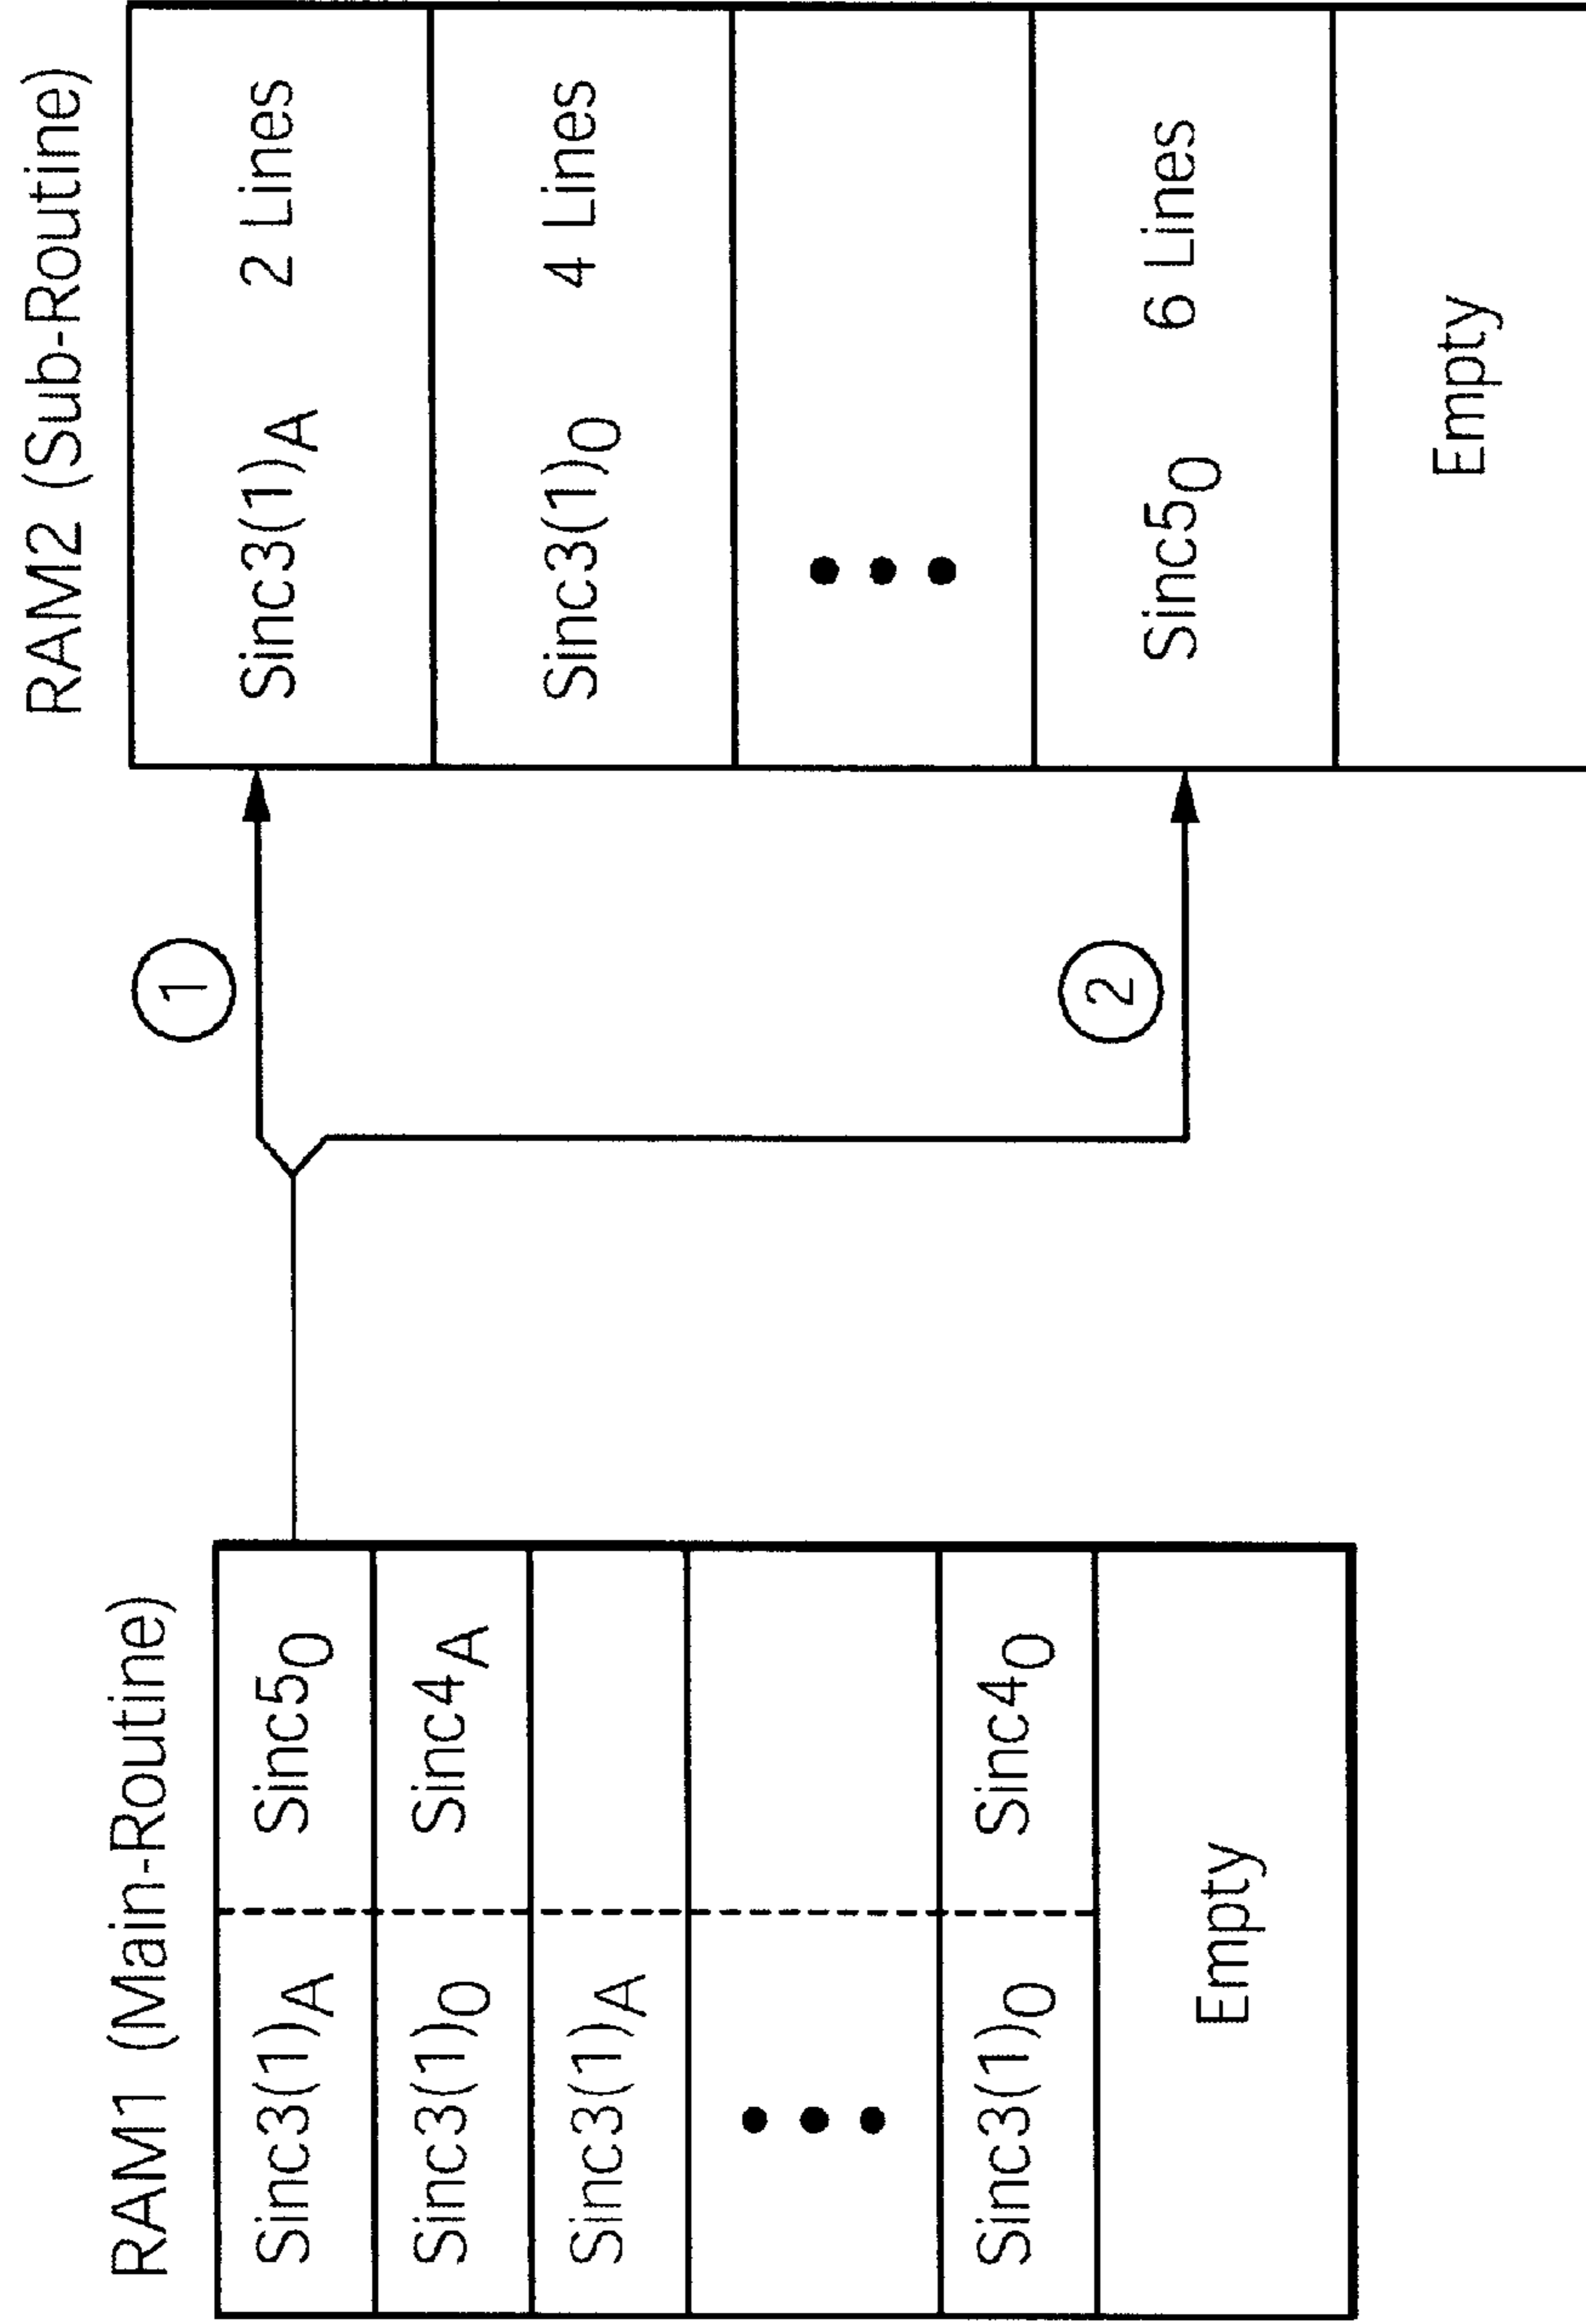 RAM1 (Main-Routine)
Sinc3(1)A Sinc5O
Sinc3(1)O Sinc4A
Sinc3(1)A
Sinc3(1)O Sinc4O
Empty
1
2
RAM2 (Sub-Routine)
Sinc3(1)A 2 Lines
Sinc3(1)O 4 Lines
Sinc5O 6 Lines
Empty